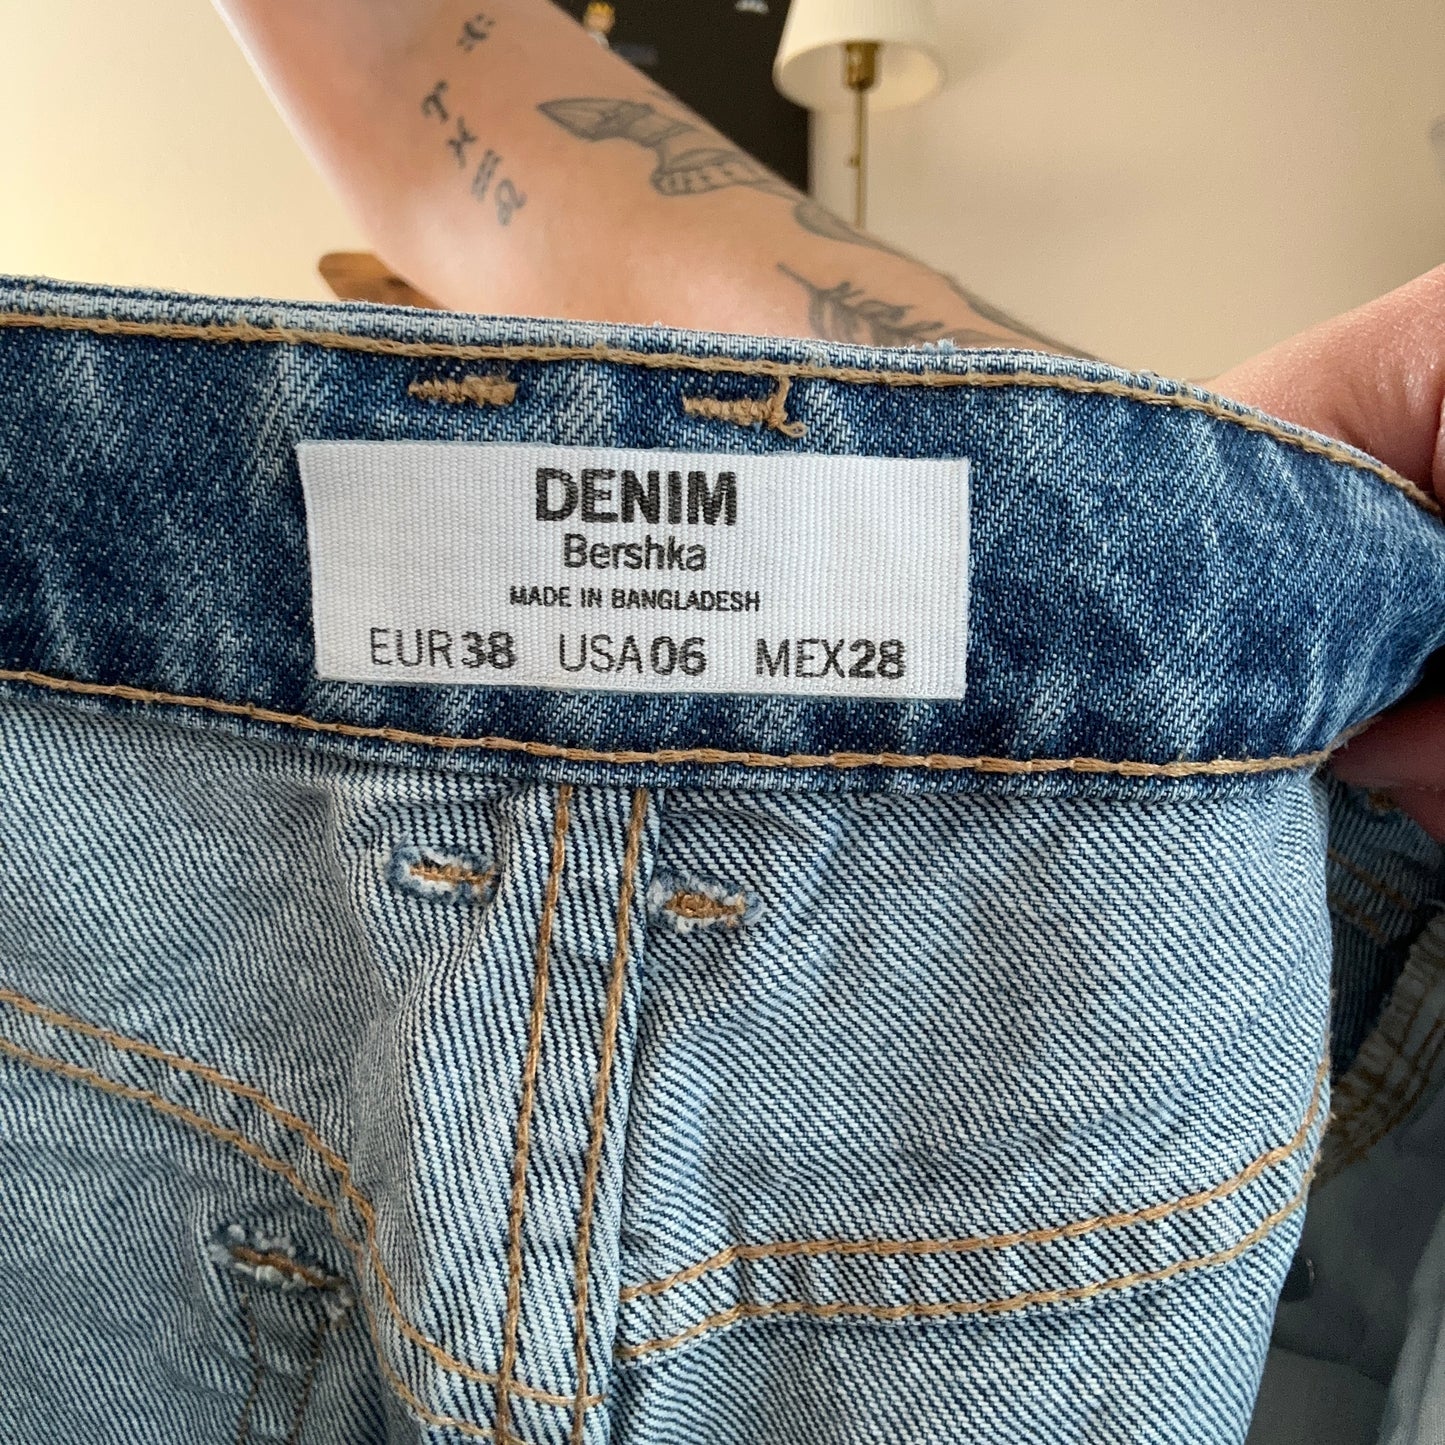 DENIM
Bershka
MADE IN BANGLADESH
EUR38 USA06 MEX28